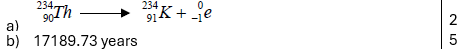 a) ²³⁴₉₀Th ⟶ ²³⁴₉₁K + ⁰₋₁e 2
b) 17189.73 years 5